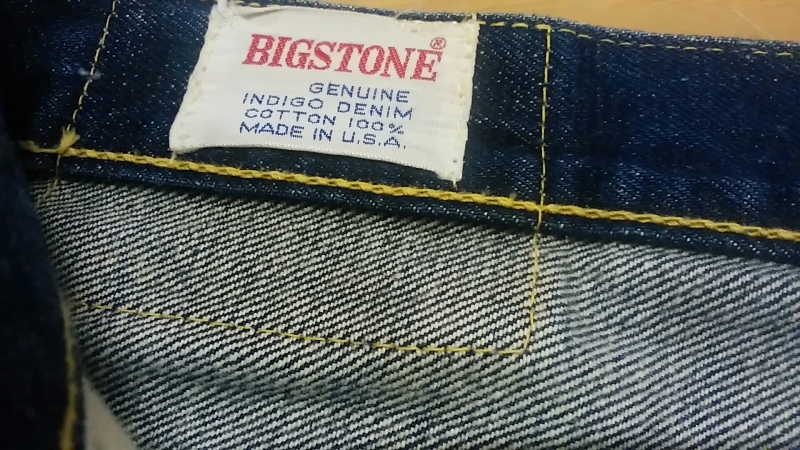 BIGSTONE®
GENUINE
INDIGO DENIM
COTTON 100%
MADE IN U.S.A.